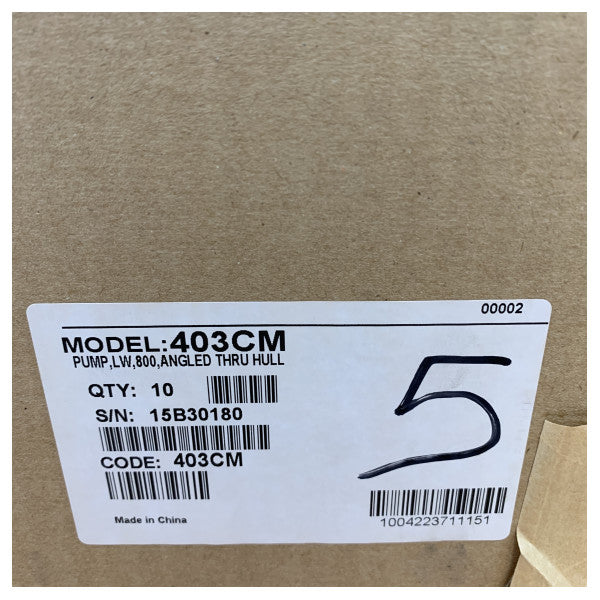 00002
MODEL:403CM
PUMP,LW,800,ANGLED THRU HULL
QTY: 10
S/N: 15B30180
CODE: 403CM
Made in China
5
1004223711151